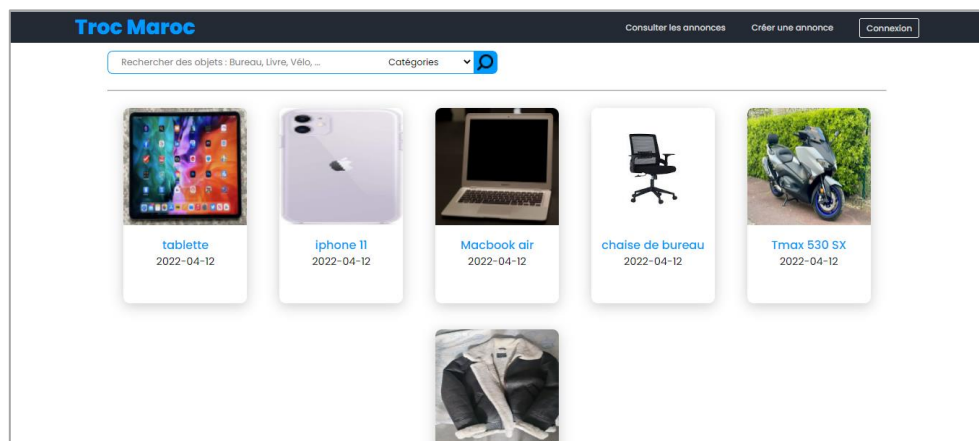 Troc Maroc
Consulter les annonces
Créer une annonce
Connexion
Rechercher des objets : Bureau, Livre, Vélo, ...
Catégories
tablette
2022-04-12
iphone 11
2022-04-12
Macbook air
2022-04-12
chaise de bureau
2022-04-12
Tmax 530 SX
2022-04-12